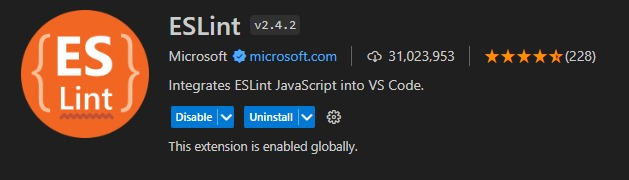 ES
Lint
ESLint v2.4.2
Microsoft microsoft.com 31,023,953 (228)
Integrates ESLint JavaScript into VS Code.
Disable Uninstall
This extension is enabled globally.